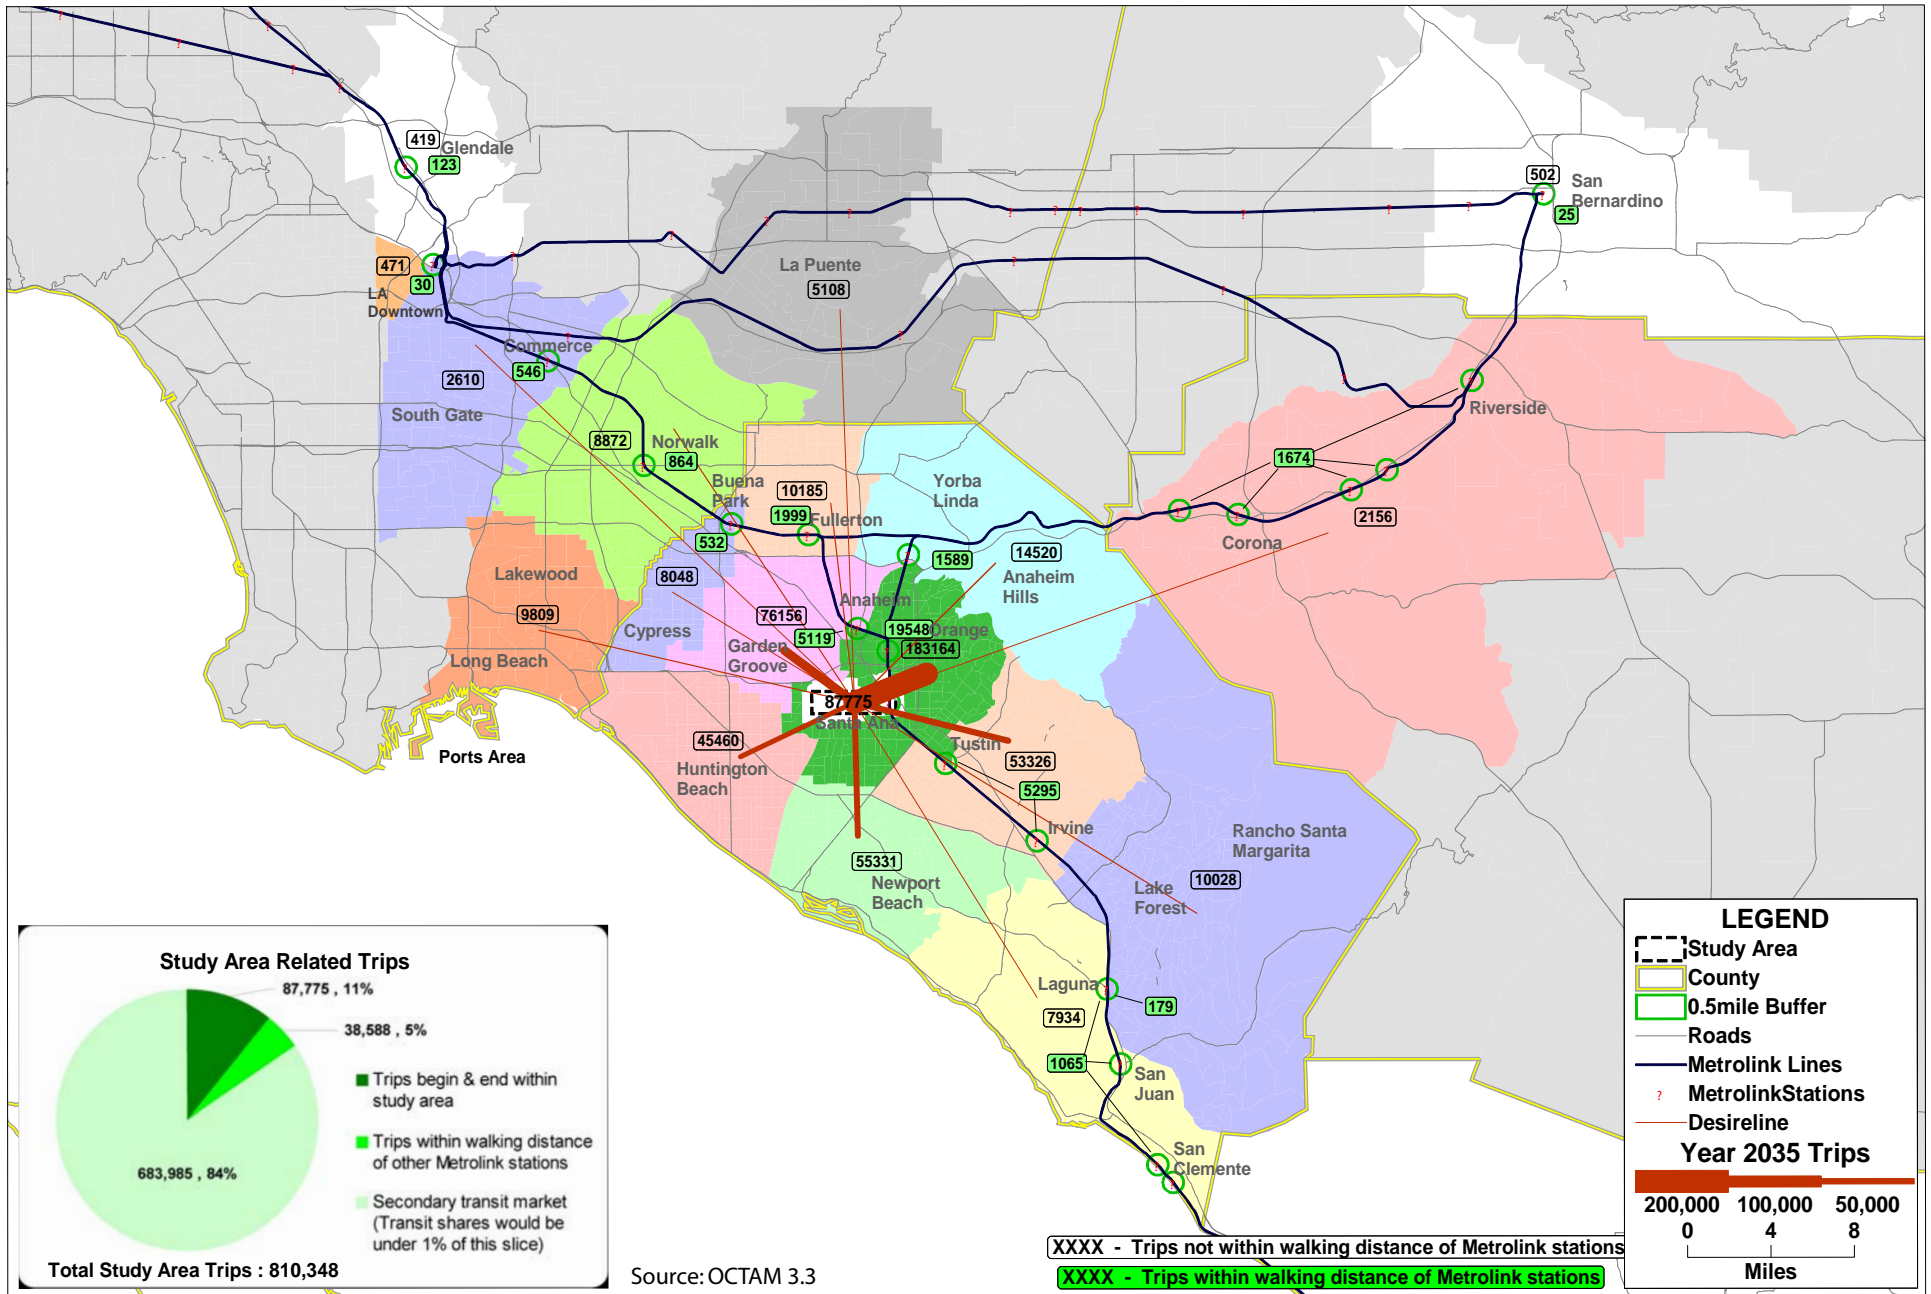 419
Glendale
123
502
San
Bernardino
25
471
30
LA
Downtown
La Puente
5108
Commerce
546
2610
South Gate
Riverside
8872
Norwalk
864
1674
Buena
Park
10185
1999
Fullerton
532
Yorba
Linda
2156
Corona
1589
14520
Anaheim
Hills
Lakewood
9809
8048
Cypress
76156
Anaheim
5119
19548
Orange
183164
Garden
Groove
Long Beach
87775
Santa Ana
Ports Area
45460
Huntington
Beach
Tustin
53326
5295
Irvine
55331
Newport
Beach
Rancho Santa
Margarita
10028
Lake
Forest
Laguna
179
7934
1065
San
Juan
San
Clemente
Study Area Related Trips
87,775 , 11%
38,588 , 5%
683,985 , 84%
Trips begin & end within
study area
Trips within walking distance
of other Metrolink stations
Secondary transit market
(Transit shares would be
under 1% of this slice)
Total Study Area Trips : 810,348
Source: OCTAM 3.3
XXXX - Trips not within walking distance of Metrolink stations
XXXX - Trips within walking distance of Metrolink stations
LEGEND
Study Area
County
0.5mile Buffer
Roads
Metrolink Lines
? MetrolinkStations
Desireline
Year 2035 Trips
200,000 100,000 50,000
0 4 8
Miles